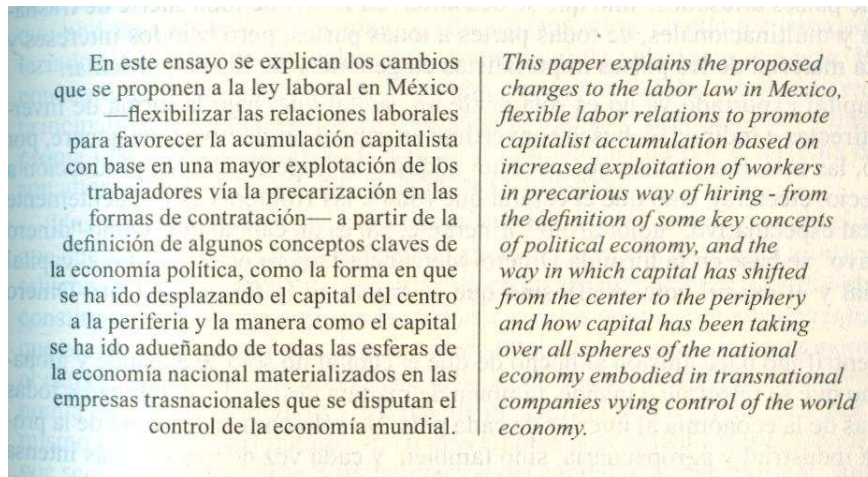 En este ensayo se explican los cambios
que se proponen a la ley laboral en México
—flexibilizar las relaciones laborales
para favorecer la acumulación capitalista
con base en una mayor explotación de los
trabajadores vía la precarización en las
formas de contratación— a partir de la
definición de algunos conceptos claves de
la economía política, como la forma en que
se ha ido desplazando el capital del centro
a la periferia y la manera como el capital
se ha ido adueñando de todas las esferas de
la economía nacional materializados en las
empresas trasnacionales que se disputan el
control de la economía mundial.
This paper explains the proposed
changes to the labor law in Mexico,
flexible labor relations to promote
capitalist accumulation based on
increased exploitation of workers
in precarious way of hiring - from
the definition of some key concepts
of political economy, and the
way in which capital has shifted
from the center to the periphery
and how capital has been taking
over all spheres of the national
economy embodied in transnational
companies vying control of the world
economy.